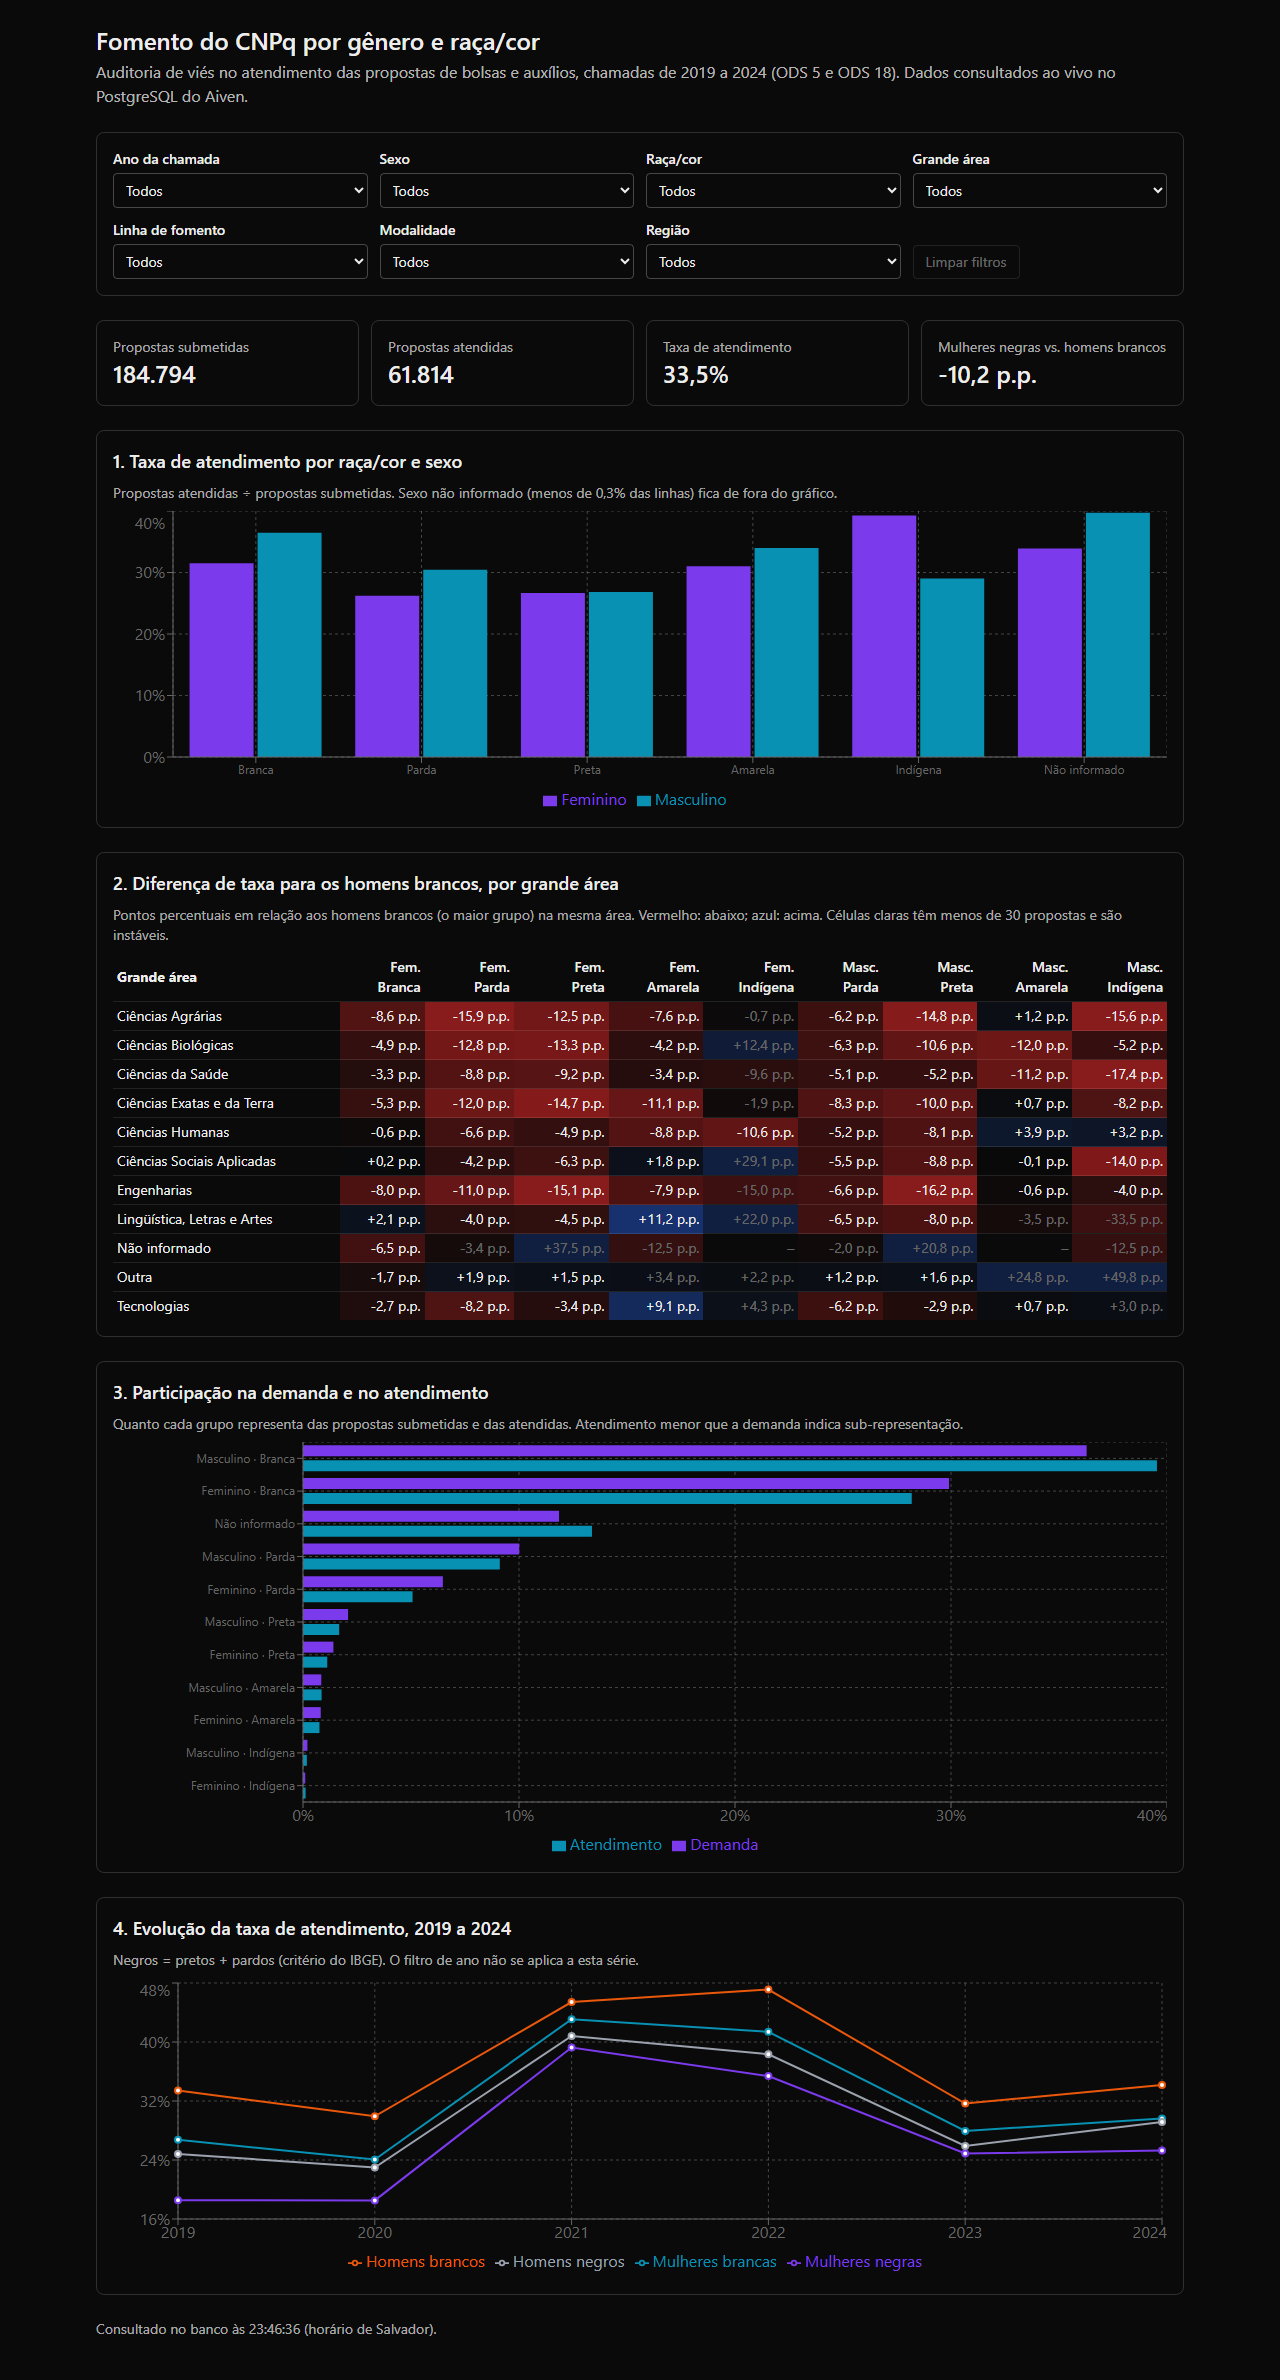 Fomento do CNPq por gênero e raça/cor
Auditoria de viés no atendimento das propostas de bolsas e auxílios, chamadas de 2019 a 2024 (ODS 5 e ODS 18). Dados consultados ao vivo no
PostgreSQL do Aiven.
Ano da chamada Sexo Raça/cor Grande área
Todos Todos Todos Todos
Linha de fomento Modalidade Região
Todos Todos Todos Limpar filtros
Propostas submetidas Propostas atendidas Taxa de atendimento Mulheres negras vs. homens brancos
184.794 61.814 33,5% -10,2 p.p.
1. Taxa de atendimento por raça/cor e sexo
Propostas atendidas ÷ propostas submetidas. Sexo não informado (menos de 0,3% das linhas) fica de fora do gráfico.
40%
30%
20%
10%
0%
Branca Parda Preta Amarela Indígena Não informado
Feminino Masculino
2. Diferença de taxa para os homens brancos, por grande área
Pontos percentuais em relação aos homens brancos (o maior grupo) na mesma área. Vermelho: abaixo; azul: acima. Células claras têm menos de 30 propostas e são
instáveis.
Grande área Fem. Branca Fem. Parda Fem. Preta Fem. Amarela Fem. Indígena Masc. Parda Masc. Preta Masc. Amarela Masc. Indígena
Ciências Agrárias -8,6 p.p. -15,9 p.p. -12,5 p.p. -7,6 p.p. -0,7 p.p. -6,2 p.p. -14,8 p.p. +1,2 p.p. -15,6 p.p.
Ciências Biológicas -4,9 p.p. -12,8 p.p. -13,3 p.p. -4,2 p.p. +12,4 p.p. -6,3 p.p. -10,6 p.p. -12,0 p.p. -5,2 p.p.
Ciências da Saúde -3,3 p.p. -8,8 p.p. -9,2 p.p. -3,4 p.p. -9,6 p.p. -5,1 p.p. -5,2 p.p. -11,2 p.p. -17,4 p.p.
Ciências Exatas e da Terra -5,3 p.p. -12,0 p.p. -14,7 p.p. -11,1 p.p. -1,9 p.p. -8,3 p.p. -10,0 p.p. +0,7 p.p. -8,2 p.p.
Ciências Humanas -0,6 p.p. -6,6 p.p. -4,9 p.p. -8,8 p.p. -10,6 p.p. -5,2 p.p. -8,1 p.p. +3,9 p.p. +3,2 p.p.
Ciências Sociais Aplicadas +0,2 p.p. -4,2 p.p. -6,3 p.p. +1,8 p.p. +29,1 p.p. -5,5 p.p. -8,8 p.p. -0,1 p.p. -14,0 p.p.
Engenharias -8,0 p.p. -11,0 p.p. -15,1 p.p. -7,9 p.p. -15,0 p.p. -6,6 p.p. -16,2 p.p. -0,6 p.p. -4,0 p.p.
Lingüística, Letras e Artes +2,1 p.p. -4,0 p.p. -4,5 p.p. +11,2 p.p. +22,0 p.p. -6,5 p.p. -8,0 p.p. -3,5 p.p. -33,5 p.p.
Não informado -6,5 p.p. -3,4 p.p. +37,5 p.p. -12,5 p.p. – -2,0 p.p. +20,8 p.p. – -12,5 p.p.
Outra -1,7 p.p. +1,9 p.p. +1,5 p.p. +3,4 p.p. +2,2 p.p. +1,2 p.p. +1,6 p.p. +24,8 p.p. +49,8 p.p.
Tecnologias -2,7 p.p. -8,2 p.p. -3,4 p.p. +9,1 p.p. +4,3 p.p. -6,2 p.p. -2,9 p.p. +0,7 p.p. +3,0 p.p.
3. Participação na demanda e no atendimento
Quanto cada grupo representa das propostas submetidas e das atendidas. Atendimento menor que a demanda indica sub-representação.
Masculino · Branca
Feminino · Branca
Não informado
Masculino · Parda
Feminino · Parda
Masculino · Preta
Feminino · Preta
Masculino · Amarela
Feminino · Amarela
Masculino · Indígena
Feminino · Indígena
0% 10% 20% 30% 40%
Atendimento Demanda
4. Evolução da taxa de atendimento, 2019 a 2024
Negros = pretos + pardos (critério do IBGE). O filtro de ano não se aplica a esta série.
48%
40%
32%
24%
16%
2019 2020 2021 2022 2023 2024
Homens brancos Homens negros Mulheres brancas Mulheres negras
Consultado no banco às 23:46:36 (horário de Salvador).